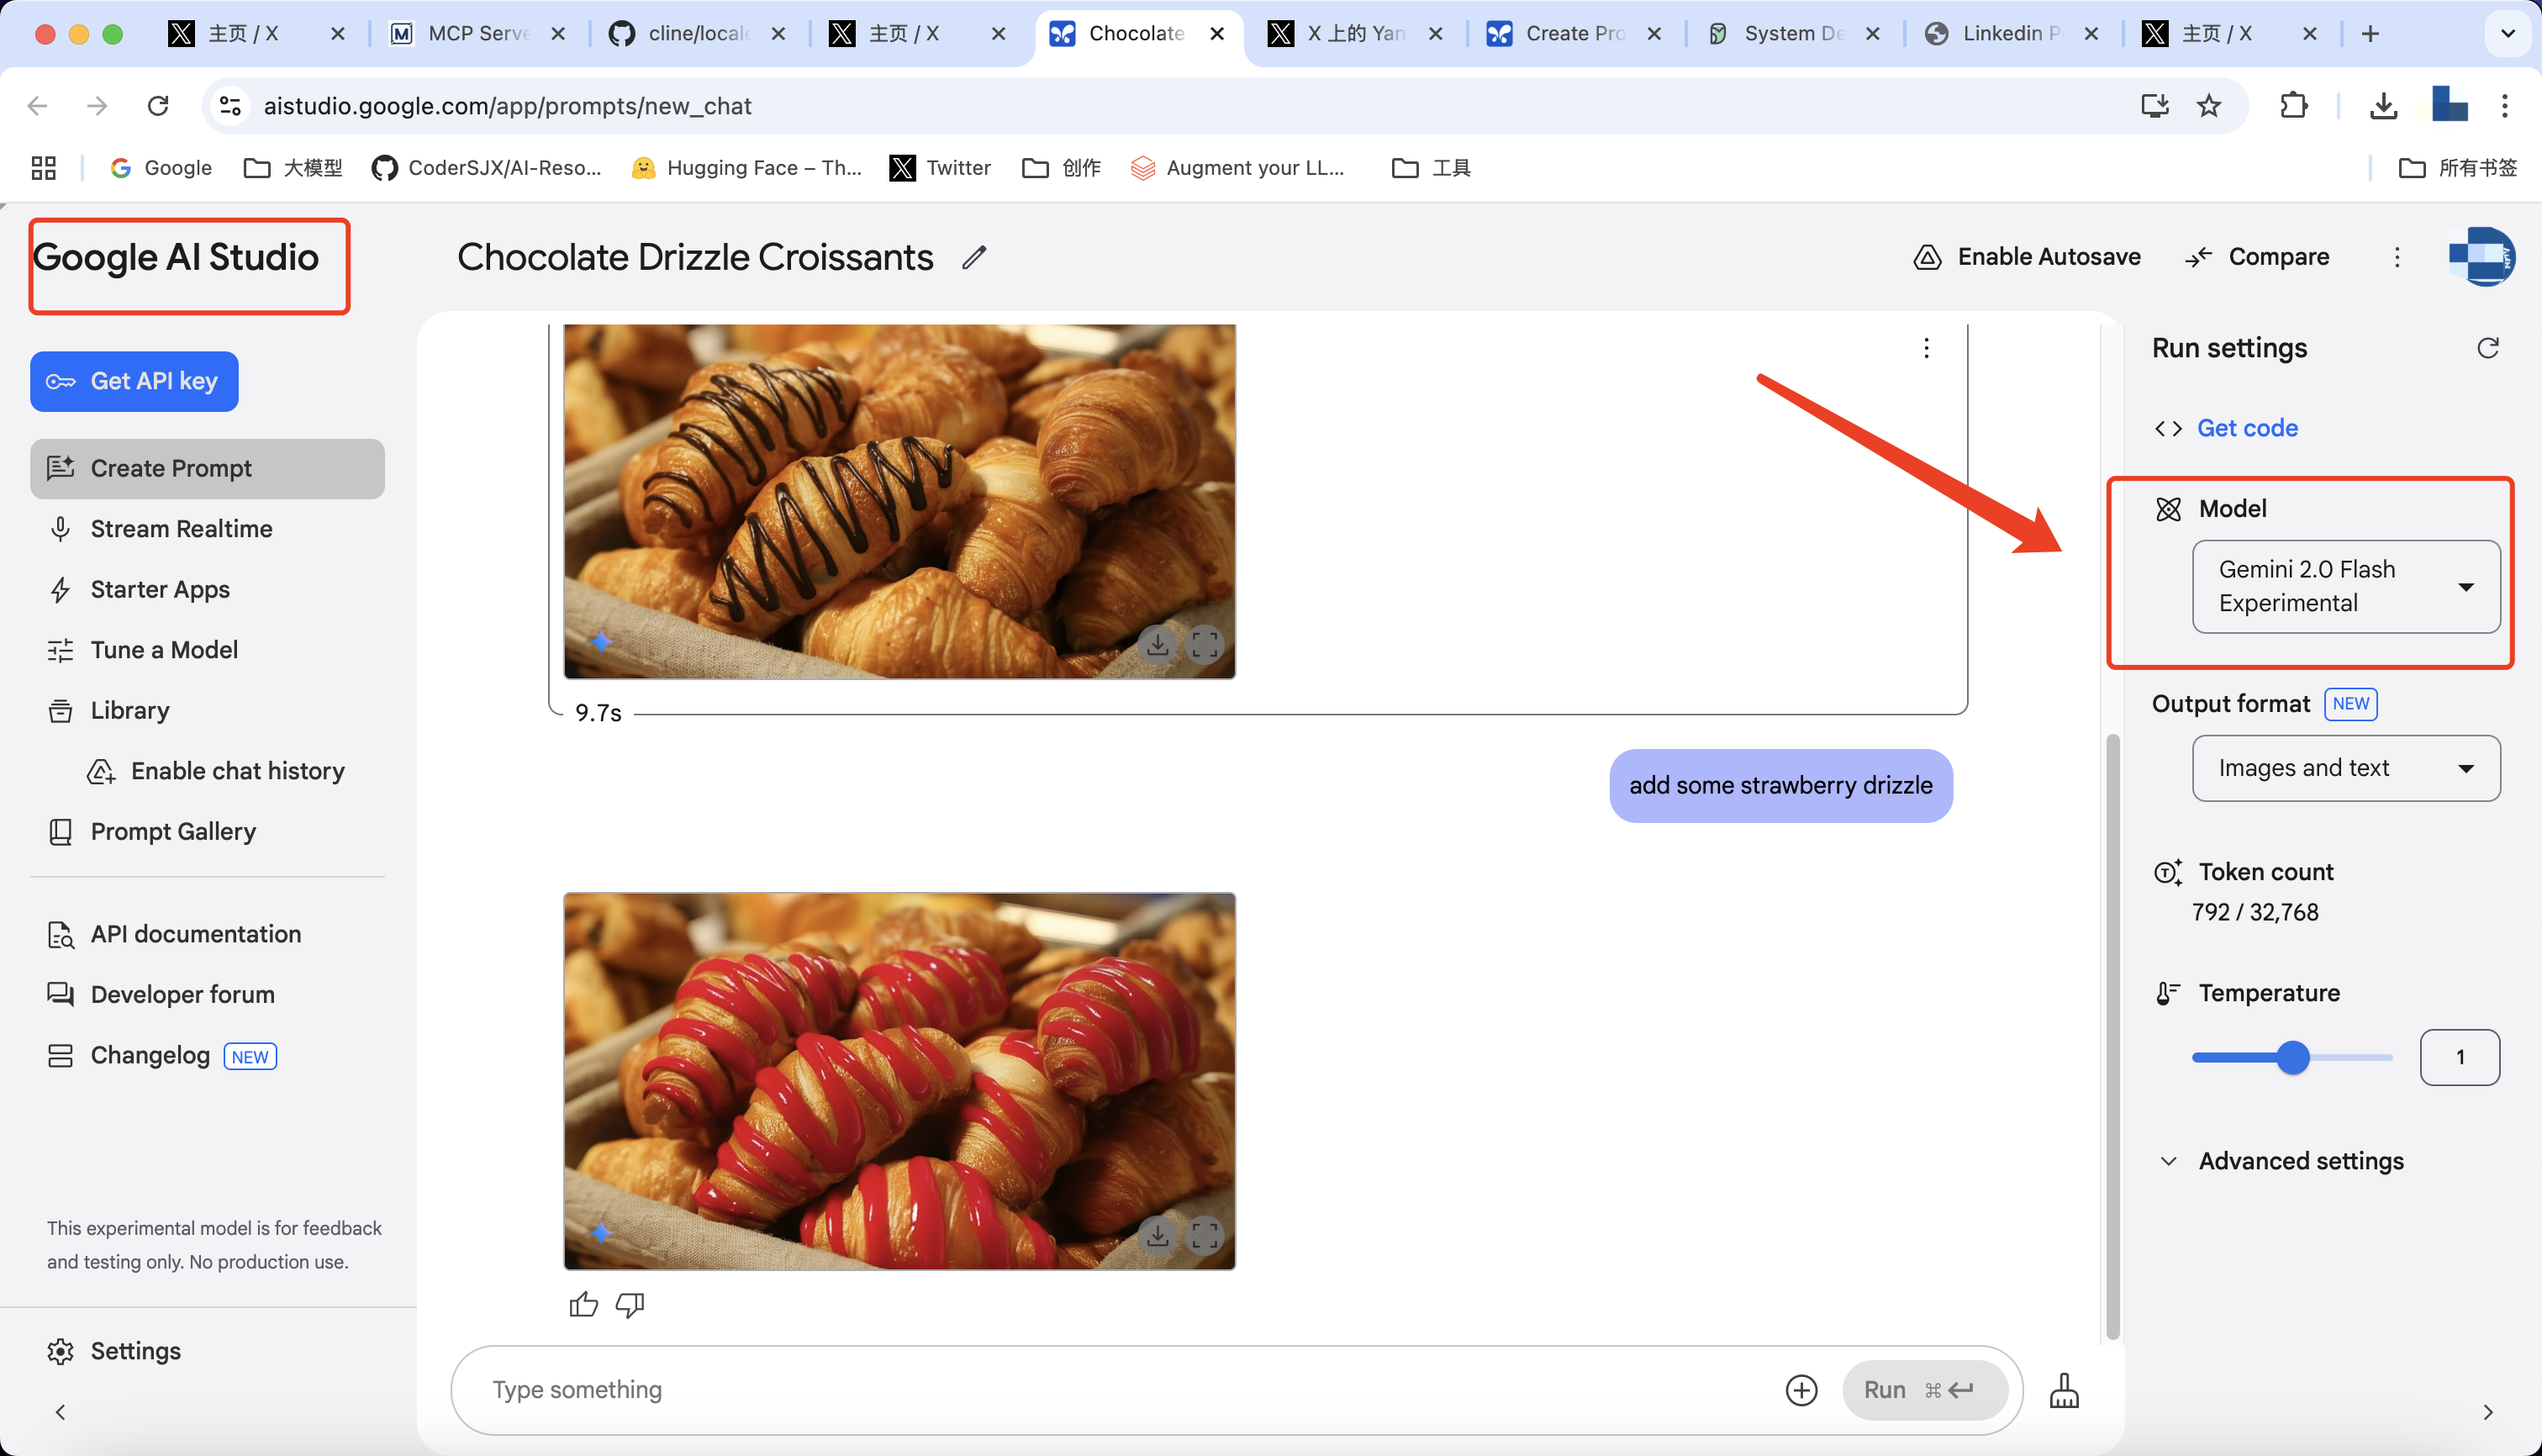 主页 / X
MCP Serve
cline/locale
主页 / X
Chocolate
X 上的 Yan
Create Pro
System De
Linkedin P
主页 / X
aistudio.google.com/app/prompts/new_chat
Google
大模型
CoderSJX/AI-Reso...
Hugging Face – Th...
Twitter
创作
Augment your LL...
工具
所有书签
Google AI Studio
Chocolate Drizzle Croissants
Enable Autosave
Compare
Get API key
Create Prompt
Stream Realtime
Starter Apps
Tune a Model
Library
Enable chat history
Prompt Gallery
API documentation
Developer forum
Changelog NEW
This experimental model is for feedback
and testing only. No production use.
Settings
9.7s
add some strawberry drizzle
Type something
Run ⌘
Run settings
Get code
Model
Gemini 2.0 Flash
Experimental
Output format NEW
Images and text
Token count
792 / 32,768
Temperature
1
Advanced settings